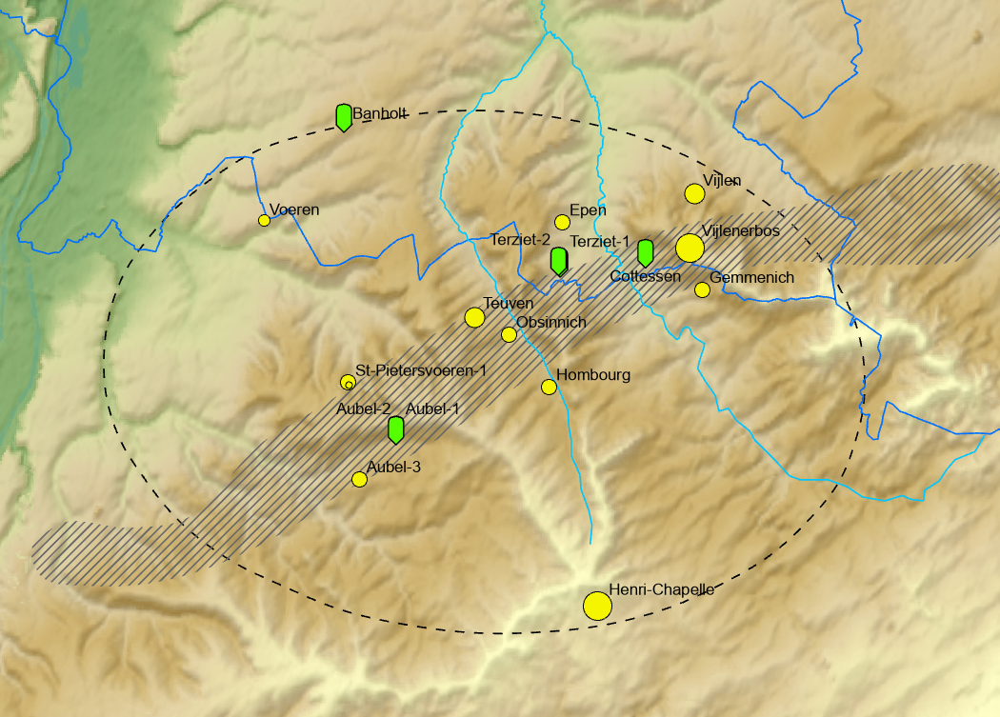 Banholt
Vijlen
Voeren
Epen
Vijlenerbos
Terziet-2
Terziet-1
Cottessen
Gemmenich
Teuven
Obsinnich
St-Pietersvoeren-1
Hombourg
Aubel-2
Aubel-1
Aubel-3
Henri-Chapelle